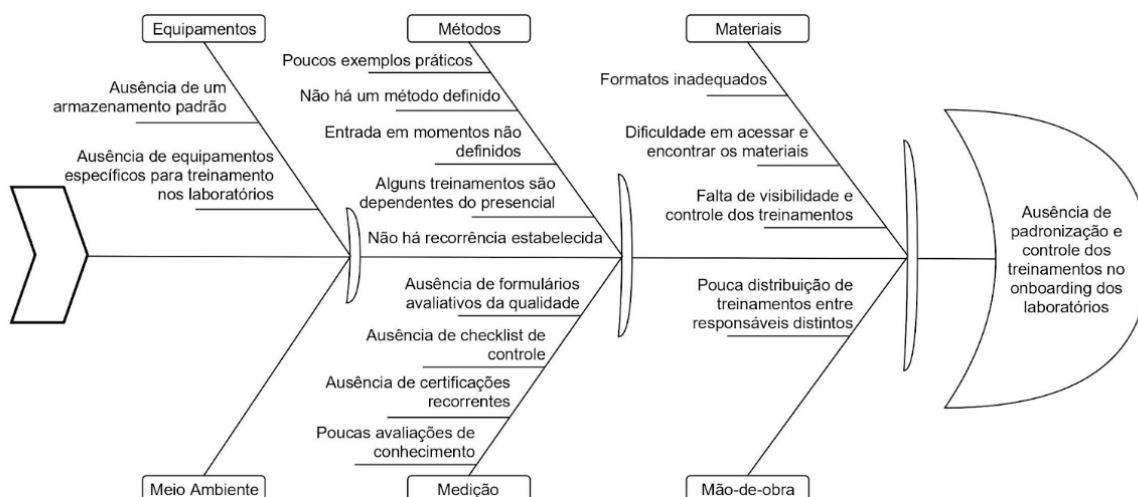 Equipamentos
Ausência de um
armazenamento padrão
Ausência de equipamentos
específicos para treinamento
nos laboratórios
Métodos
Poucos exemplos práticos
Não há um método definido
Entrada em momentos não
definidos
Alguns treinamentos são
dependentes do presencial
Não há recorrência estabelecida
Materiais
Formatos inadequados
Dificuldade em acessar e
encontrar os materiais
Falta de visibilidade e
controle dos treinamentos
Ausência de
padronização e
controle dos
treinamentos no
onboarding dos
laboratórios
Meio Ambiente
Ausência de formulários
avaliativos da qualidade
Ausência de checklist de
controle
Ausência de certificações
recorrentes
Poucas avaliações de
conhecimento
Medição
Pouca distribuição de
treinamentos entre
responsáveis distintos
Mão-de-obra